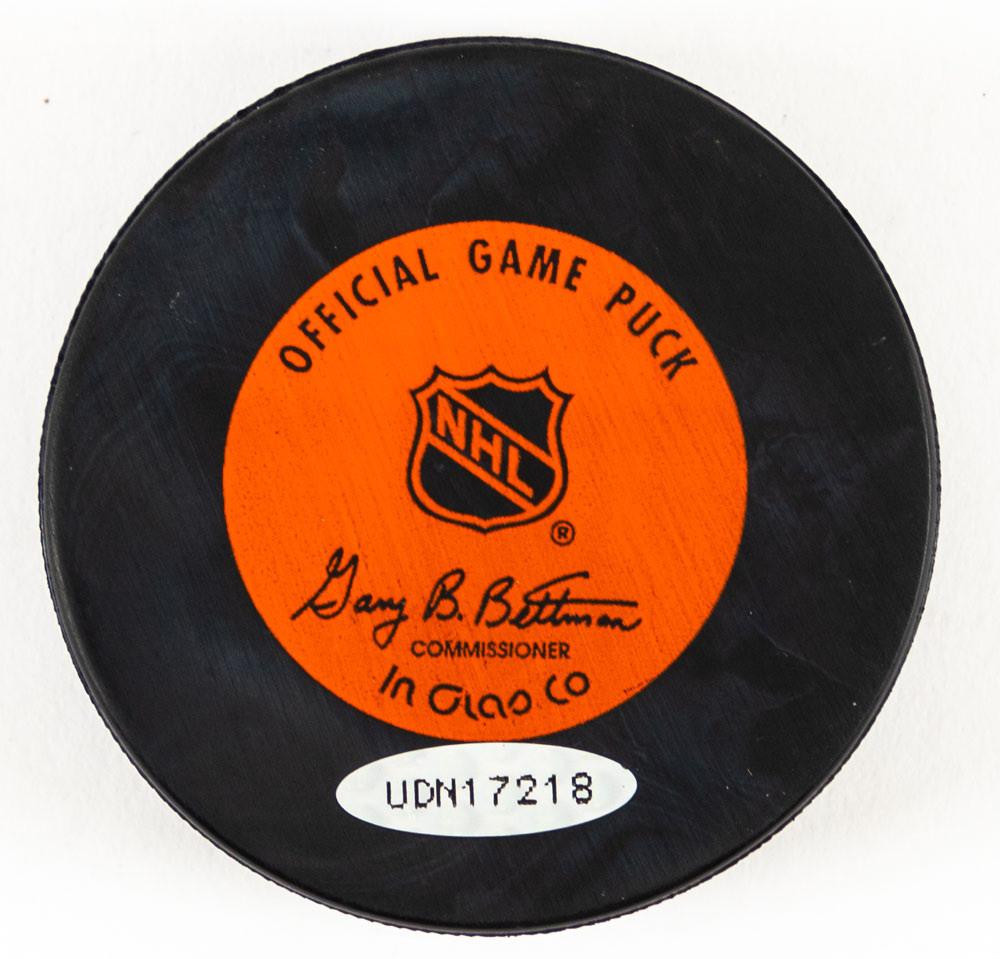 OFFICIAL GAME PUCK
NHL
®
Gary B. Bettman
COMMISSIONER
In Glas Co
UDN17218